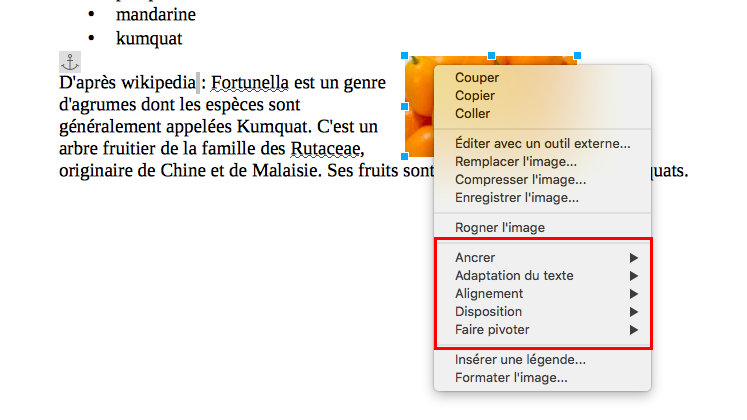 • mandarine
• kumquat
D'après wikipedia : Fortunella est un genre
d'agrumes dont les espèces sont
généralement appelées Kumquat. C'est un
arbre fruitier de la famille des Rutaceae,
originaire de Chine et de Malaisie. Ses fruits sont quats.
Couper
Copier
Coller
Éditer avec un outil externe...
Remplacer l'image...
Compresser l'image...
Enregistrer l'image...
Rogner l'image
Ancrer
Adaptation du texte
Alignement
Disposition
Faire pivoter
Insérer une légende...
Formater l'image...